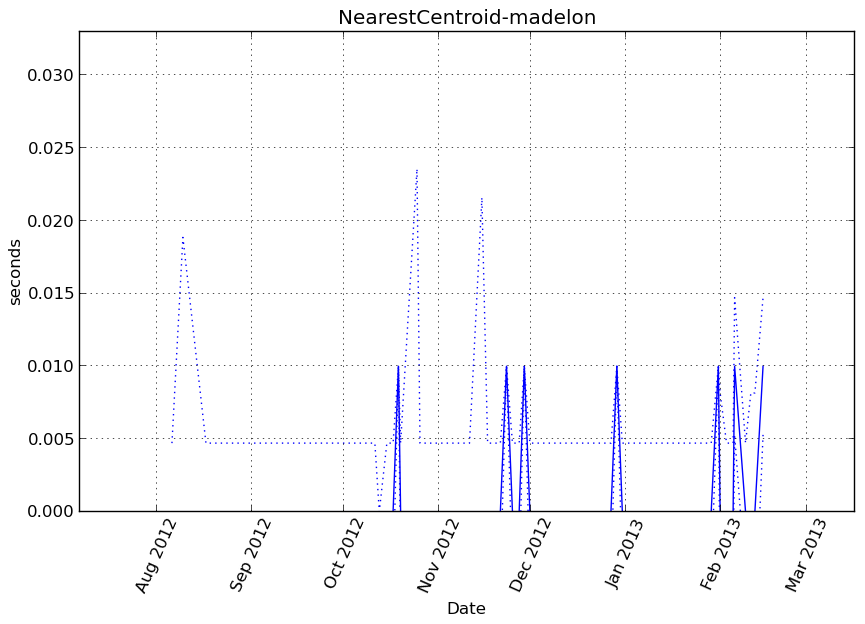 NearestCentroid-madelon
0.030
0.025
0.020
0.015
0.010
0.005
0.000
seconds
Aug 2012
Sep 2012
Oct 2012
Nov 2012
Dec 2012
Jan 2013
Feb 2013
Mar 2013
Date